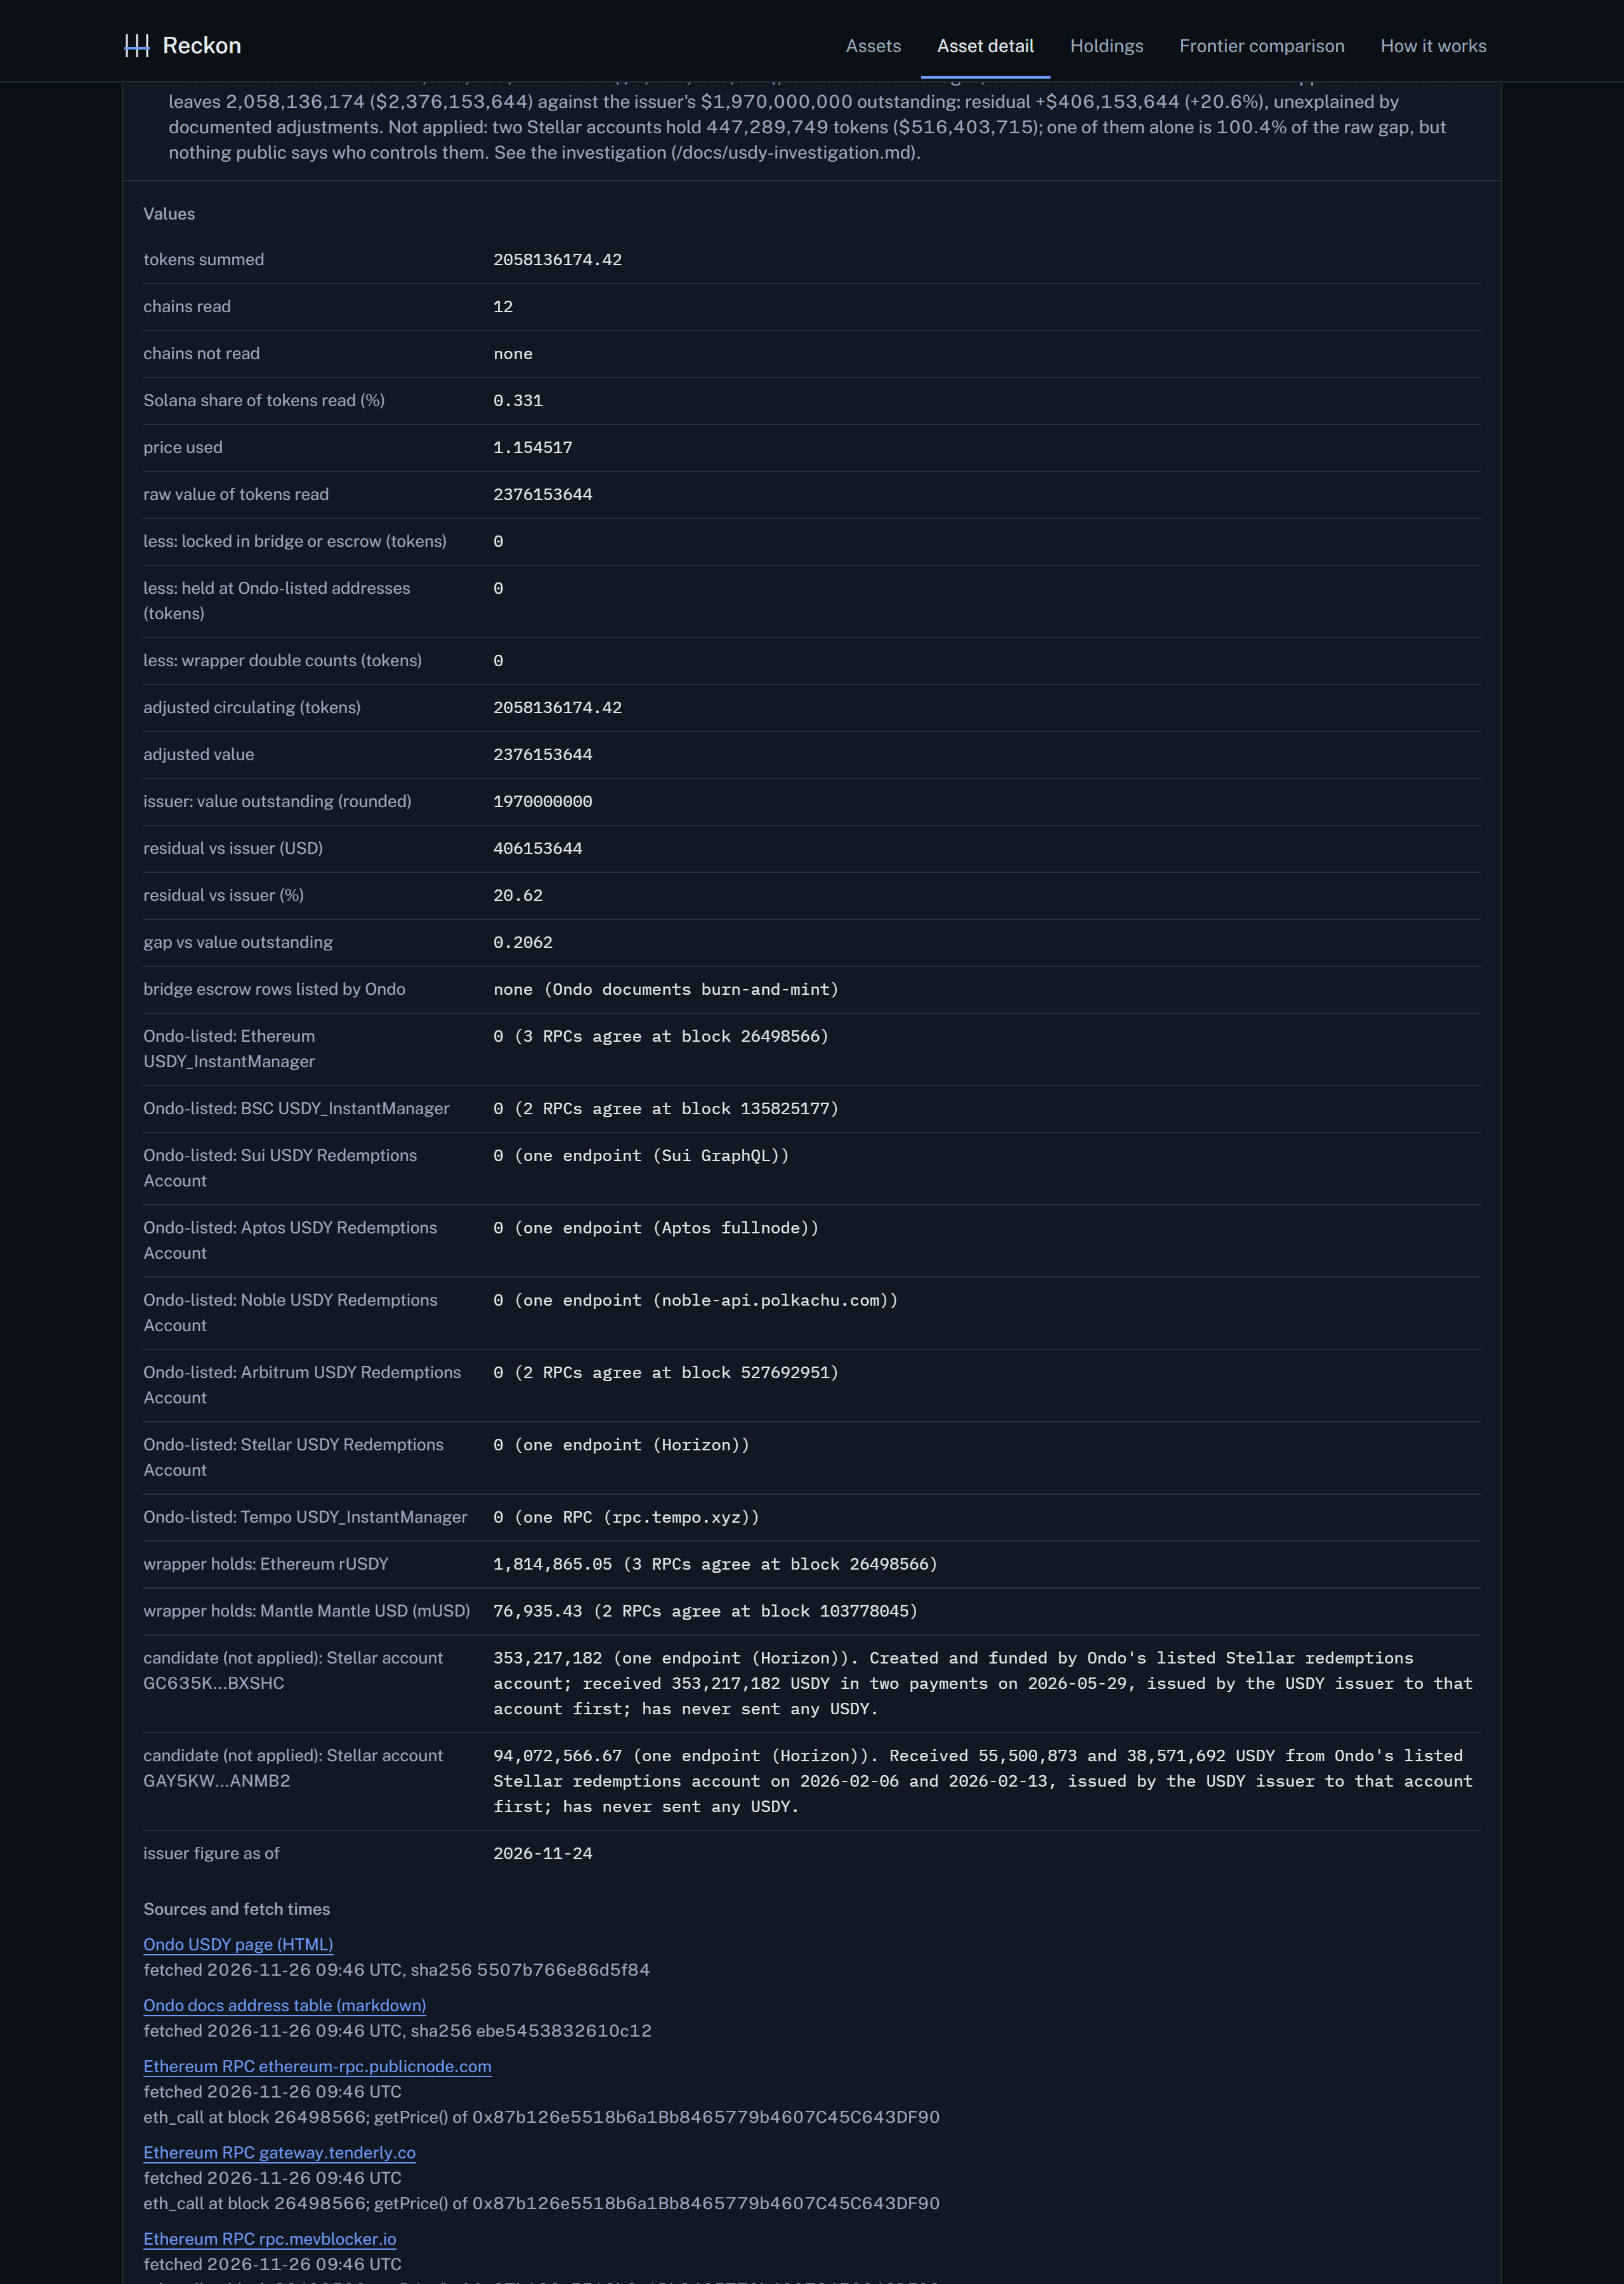 Reckon
Assets
Asset detail
Holdings
Frontier comparison
How it works
leaves 2,058,136,174 ($2,376,153,644) against the issuer's $1,970,000,000 outstanding: residual +$406,153,644 (+20.6%), unexplained by
documented adjustments. Not applied: two Stellar accounts hold 447,289,749 tokens ($516,403,715); one of them alone is 100.4% of the raw gap, but
nothing public says who controls them. See the investigation (/docs/usdy-investigation.md).
Values
tokens summed 2058136174.42
chains read 12
chains not read none
Solana share of tokens read (%) 0.331
price used 1.154517
raw value of tokens read 2376153644
less: locked in bridge or escrow (tokens) 0
less: held at Ondo-listed addresses 0
(tokens)
less: wrapper double counts (tokens) 0
adjusted circulating (tokens) 2058136174.42
adjusted value 2376153644
issuer: value outstanding (rounded) 1970000000
residual vs issuer (USD) 406153644
residual vs issuer (%) 20.62
gap vs value outstanding 0.2062
bridge escrow rows listed by Ondo none (Ondo documents burn-and-mint)
Ondo-listed: Ethereum 0 (3 RPCs agree at block 26498566)
USDY_InstantManager
Ondo-listed: BSC USDY_InstantManager 0 (2 RPCs agree at block 135825177)
Ondo-listed: Sui USDY Redemptions 0 (one endpoint (Sui GraphQL))
Account
Ondo-listed: Aptos USDY Redemptions 0 (one endpoint (Aptos fullnode))
Account
Ondo-listed: Noble USDY Redemptions 0 (one endpoint (noble-api.polkachu.com))
Account
Ondo-listed: Arbitrum USDY Redemptions 0 (2 RPCs agree at block 527692951)
Account
Ondo-listed: Stellar USDY Redemptions 0 (one endpoint (Horizon))
Account
Ondo-listed: Tempo USDY_InstantManager 0 (one RPC (rpc.tempo.xyz))
wrapper holds: Ethereum rUSDY 1,814,865.05 (3 RPCs agree at block 26498566)
wrapper holds: Mantle Mantle USD (mUSD) 76,935.43 (2 RPCs agree at block 103778045)
candidate (not applied): Stellar account 353,217,182 (one endpoint (Horizon)). Created and funded by Ondo's listed Stellar redemptions
GC635K...BXSHC account; received 353,217,182 USDY in two payments on 2026-05-29, issued by the USDY issuer to that
account first; has never sent any USDY.
candidate (not applied): Stellar account 94,072,566.67 (one endpoint (Horizon)). Received 55,500,873 and 38,571,692 USDY from Ondo's listed
GAY5KW...ANMB2 Stellar redemptions account on 2026-02-06 and 2026-02-13, issued by the USDY issuer to that account
first; has never sent any USDY.
issuer figure as of 2026-11-24
Sources and fetch times
Ondo USDY page (HTML)
fetched 2026-11-26 09:46 UTC, sha256 5507b766e86d5f84
Ondo docs address table (markdown)
fetched 2026-11-26 09:46 UTC, sha256 ebe5453832610c12
Ethereum RPC ethereum-rpc.publicnode.com
fetched 2026-11-26 09:46 UTC
eth_call at block 26498566; getPrice() of 0x87b126e5518b6a1Bb8465779b4607C45C643DF90
Ethereum RPC gateway.tenderly.co
fetched 2026-11-26 09:46 UTC
eth_call at block 26498566; getPrice() of 0x87b126e5518b6a1Bb8465779b4607C45C643DF90
Ethereum RPC rpc.mevblocker.io
fetched 2026-11-26 09:46 UTC